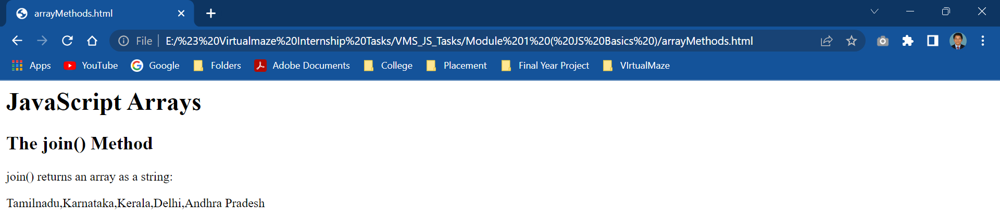 arrayMethods.html
File E:/%23%20Virtualmaze%20Internship%20Tasks/VMS_JS_Tasks/Module%201%20(%20JS%20Basics%20)/arrayMethods.html
Apps YouTube Google Folders Adobe Documents College Placement Final Year Project VIrtualMaze
JavaScript Arrays
The join() Method
join() returns an array as a string:
Tamilnadu,Karnataka,Kerala,Delhi,Andhra Pradesh